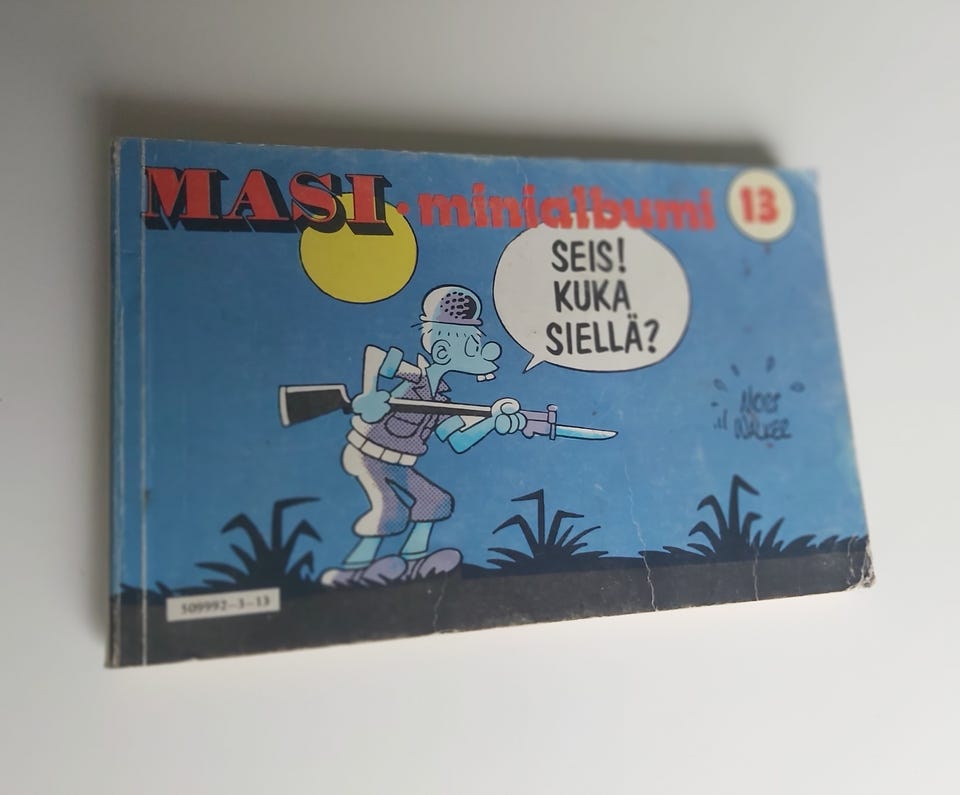 MASI • minialbumi 13
SEIS!
KUKA
SIELLÄ?
MORT
WALKER
509992-3-13